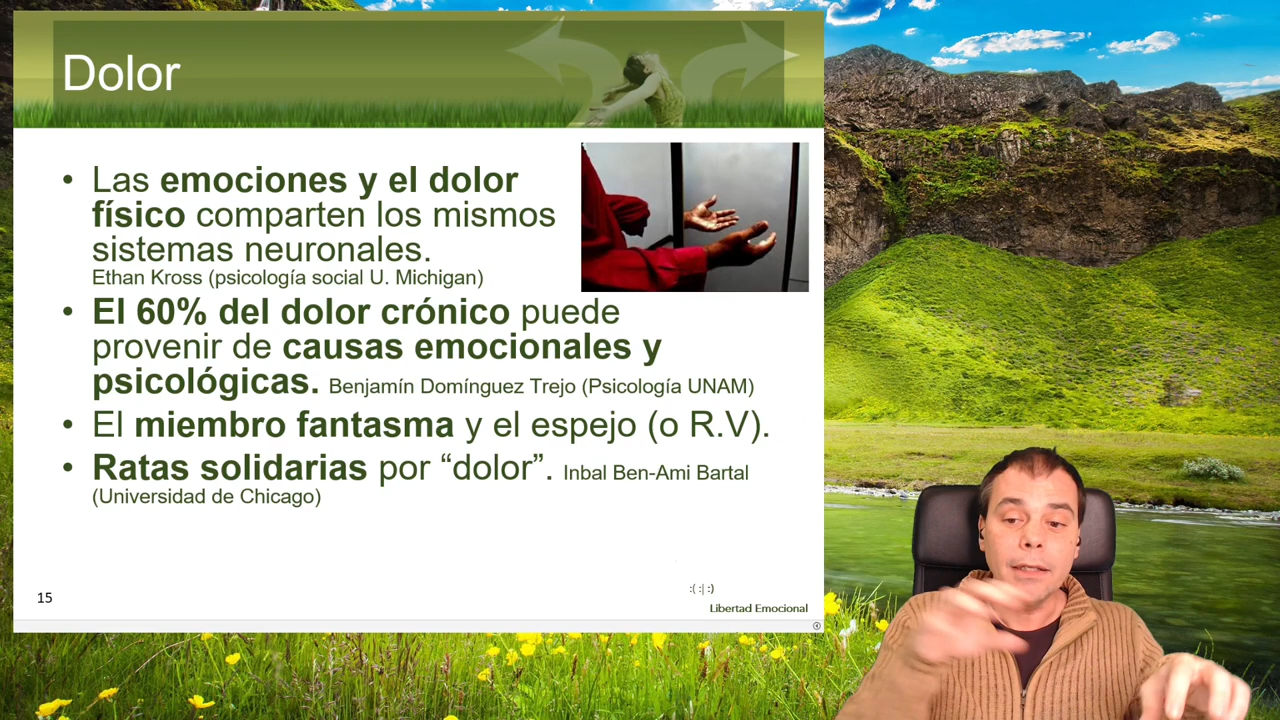 Dolor
• Las emociones y el dolor
físico comparten los mismos
sistemas neuronales.
Ethan Kross (psicología social U. Michigan)
• El 60% del dolor crónico puede
provenir de causas emocionales y
psicológicas. Benjamín Domínguez Trejo (Psicología UNAM)
• El miembro fantasma y el espejo (o R.V).
• Ratas solidarias por “dolor”. Inbal Ben-Ami Bartal
(Universidad de Chicago)
15
:( :| :)
Libertad Emocional